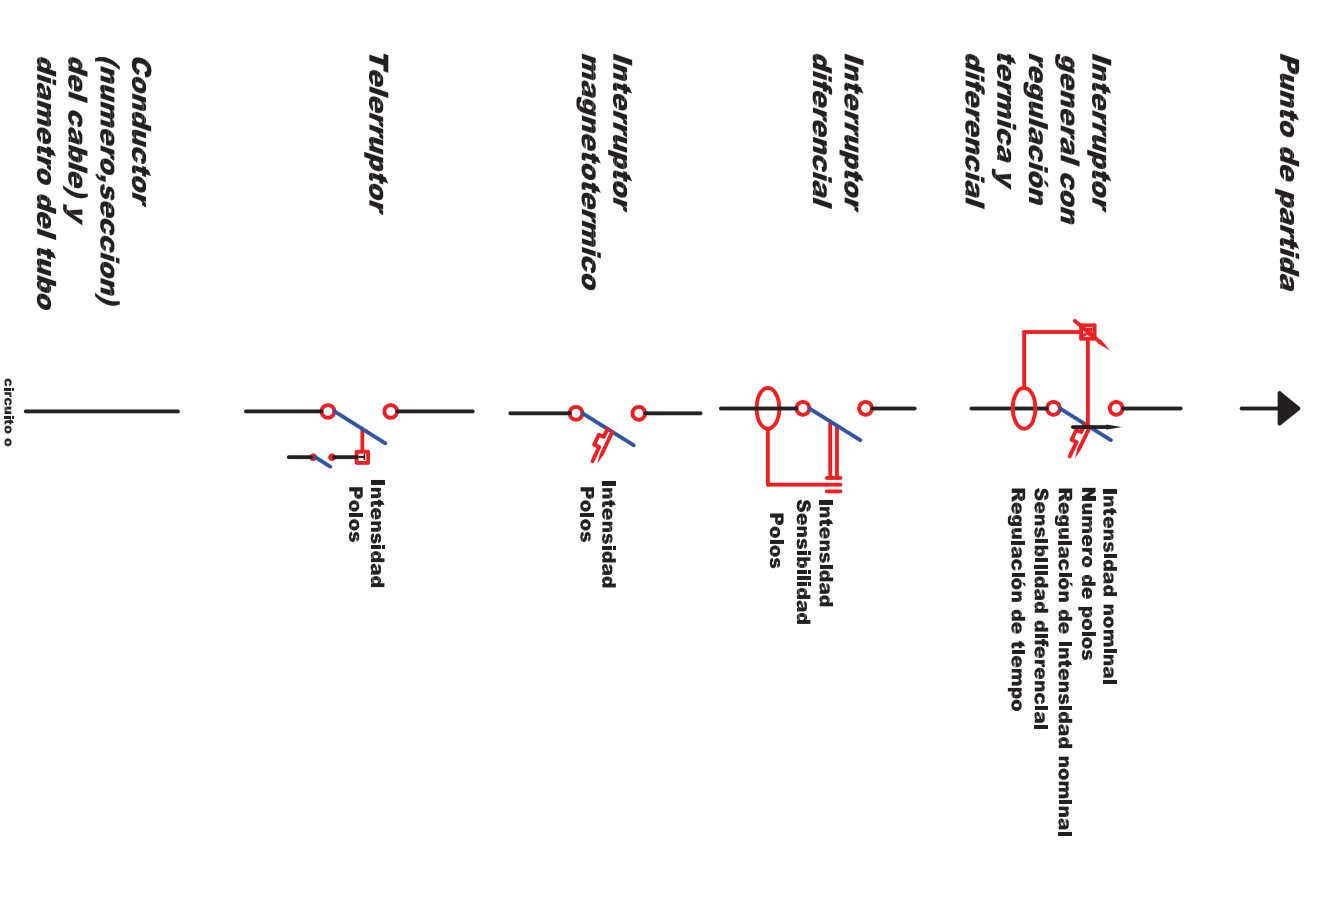 Punto de partida
Interruptor
general con
regulación
termica y
diferencial
Intensidad nominal
Numero de polos
Regulación de intensidad nominal
Sensibilidad diferencial
Regulación de tiempo
Interruptor
diferencial
Intensidad
Sensibilidad
Polos
Interruptor
magnetotermico
Intensidad
Polos
Telerruptor
T
Intensidad
Polos
Conductor
(numero,seccion)
del cable) y
diametro del tubo
circuito o